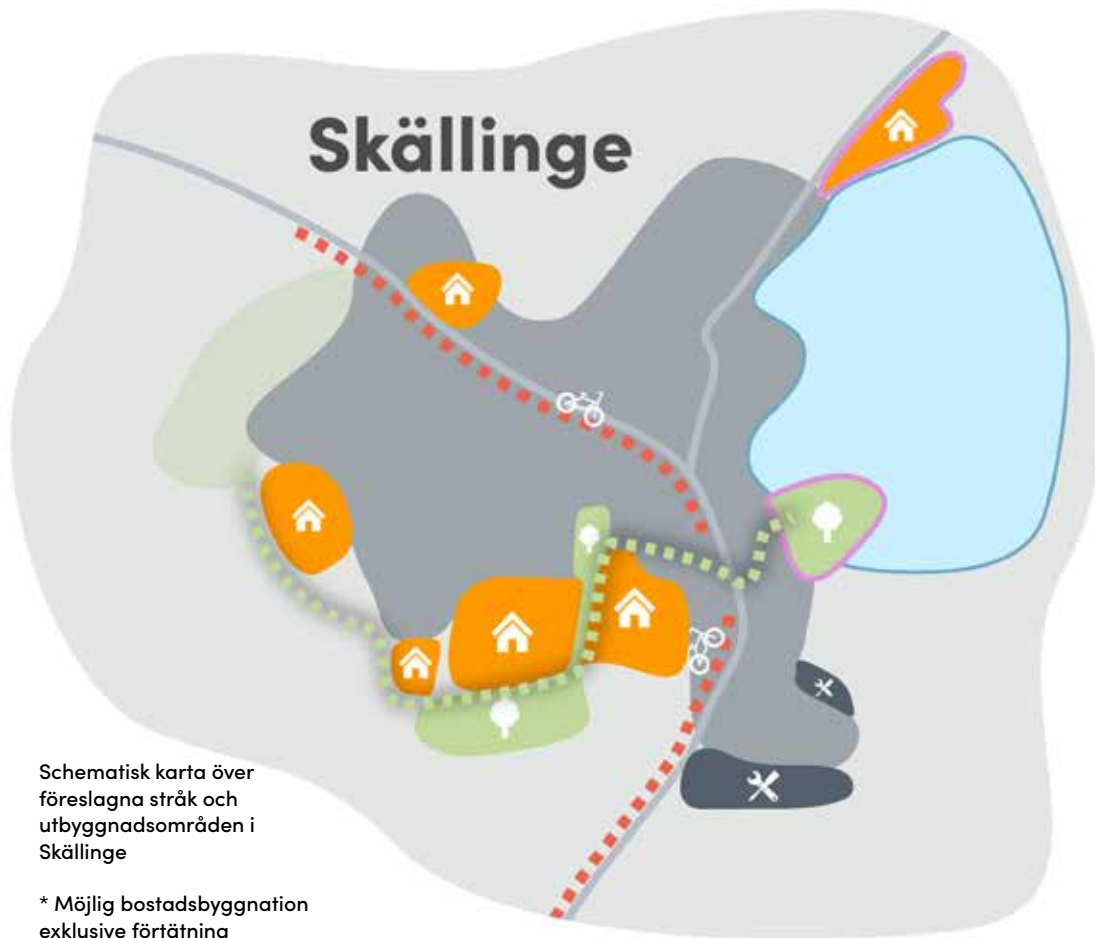 Skällinge
Schematisk karta över
föreslagna stråk och
utbyggnadsområden i
Skällinge
* Möjlig bostadsbyggnation
exklusive förtätning